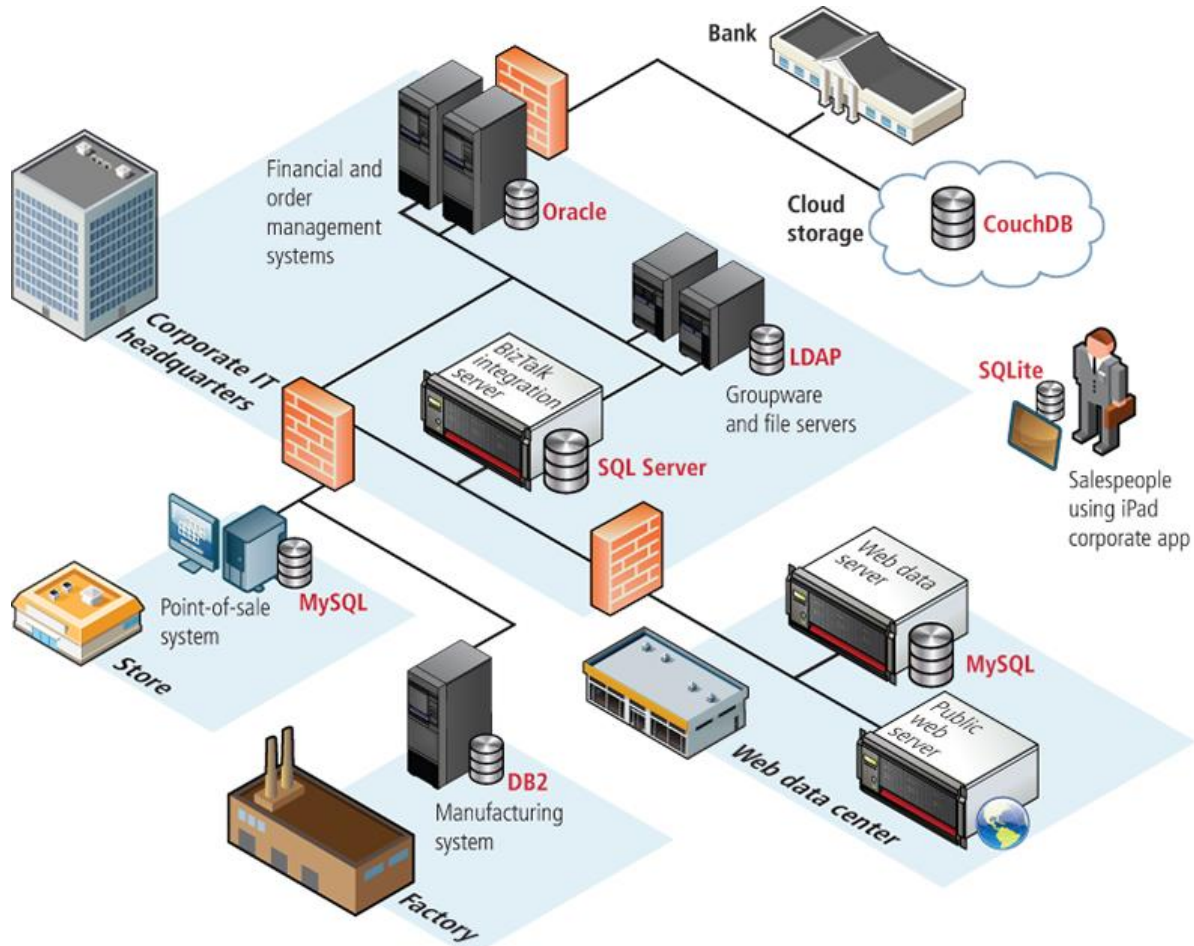 Bank
Financial and
order
management
systems
Oracle
Cloud
storage
CouchDB
Corporate IT
headquarters
BizTalk
integration
server
LDAP
Groupware
and file servers
SQL Server
SQLite
Salespeople
using iPad
corporate app
Point-of-sale
system
MySQL
Store
Web data
server
MySQL
Public
web
server
Web data center
DB2
Manufacturing
system
Factory